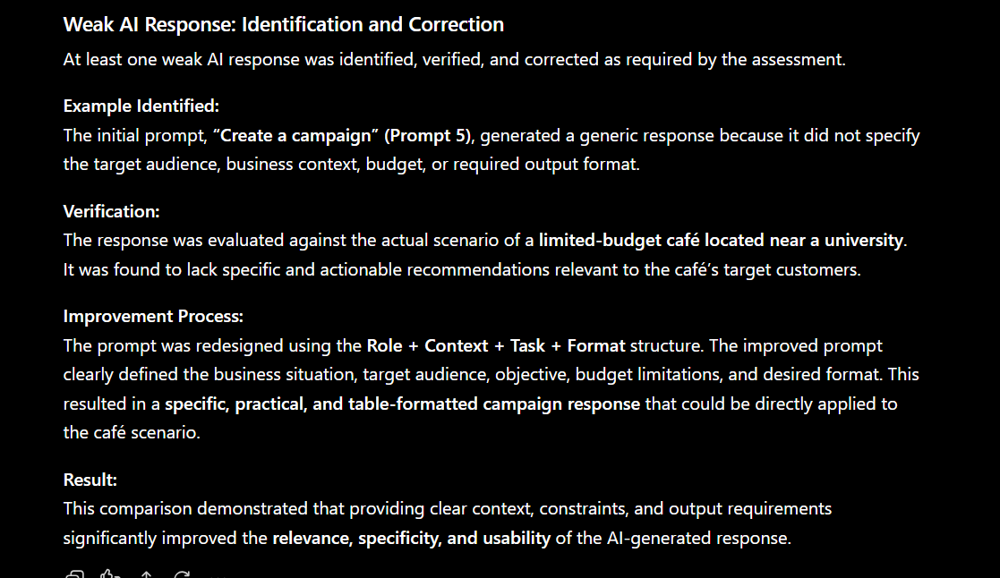 Weak AI Response: Identification and Correction
At least one weak AI response was identified, verified, and corrected as required by the assessment.
Example Identified:
The initial prompt, “Create a campaign” (Prompt 5), generated a generic response because it did not specify
the target audience, business context, budget, or required output format.
Verification:
The response was evaluated against the actual scenario of a limited-budget café located near a university.
It was found to lack specific and actionable recommendations relevant to the café’s target customers.
Improvement Process:
The prompt was redesigned using the Role + Context + Task + Format structure. The improved prompt
clearly defined the business situation, target audience, objective, budget limitations, and desired format. This
resulted in a specific, practical, and table-formatted campaign response that could be directly applied to
the café scenario.
Result:
This comparison demonstrated that providing clear context, constraints, and output requirements
significantly improved the relevance, specificity, and usability of the AI-generated response.